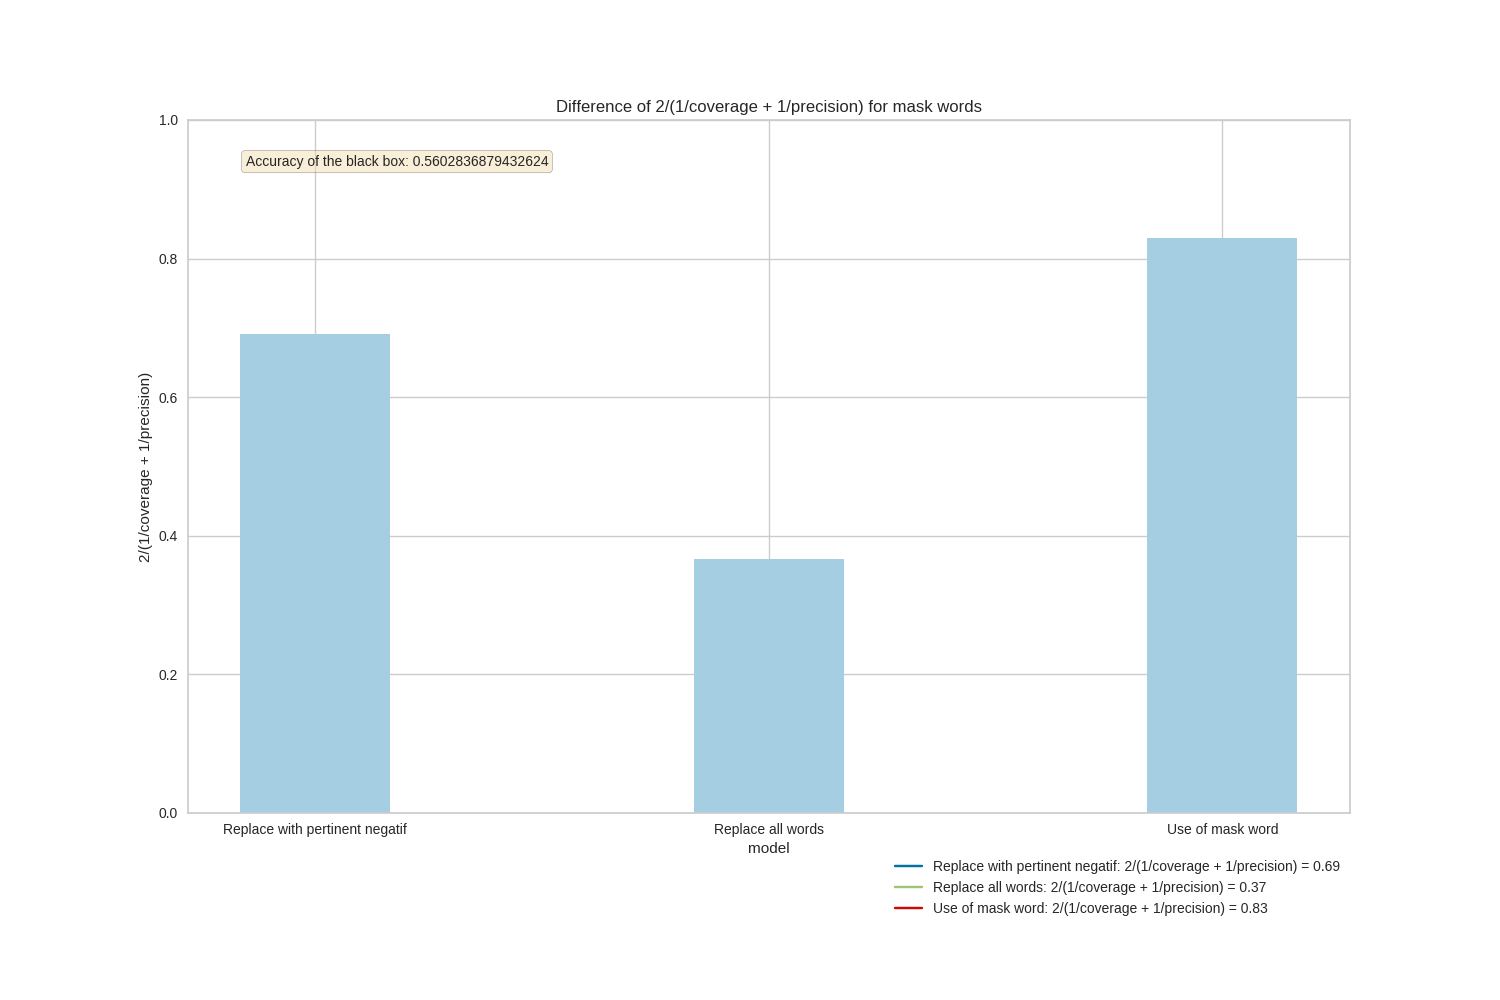 Difference of 2/(1/coverage + 1/precision) for mask words
1.0
Accuracy of the black box: 0.5602836879432624
0.8
0.6
2/(1/coverage + 1/precision)
0.4
0.2
0.0
Replace with pertinent negatif
Replace all words
Use of mask word
model
Replace with pertinent negatif: 2/(1/coverage + 1/precision) = 0.69
Replace all words: 2/(1/coverage + 1/precision) = 0.37
Use of mask word: 2/(1/coverage + 1/precision) = 0.83